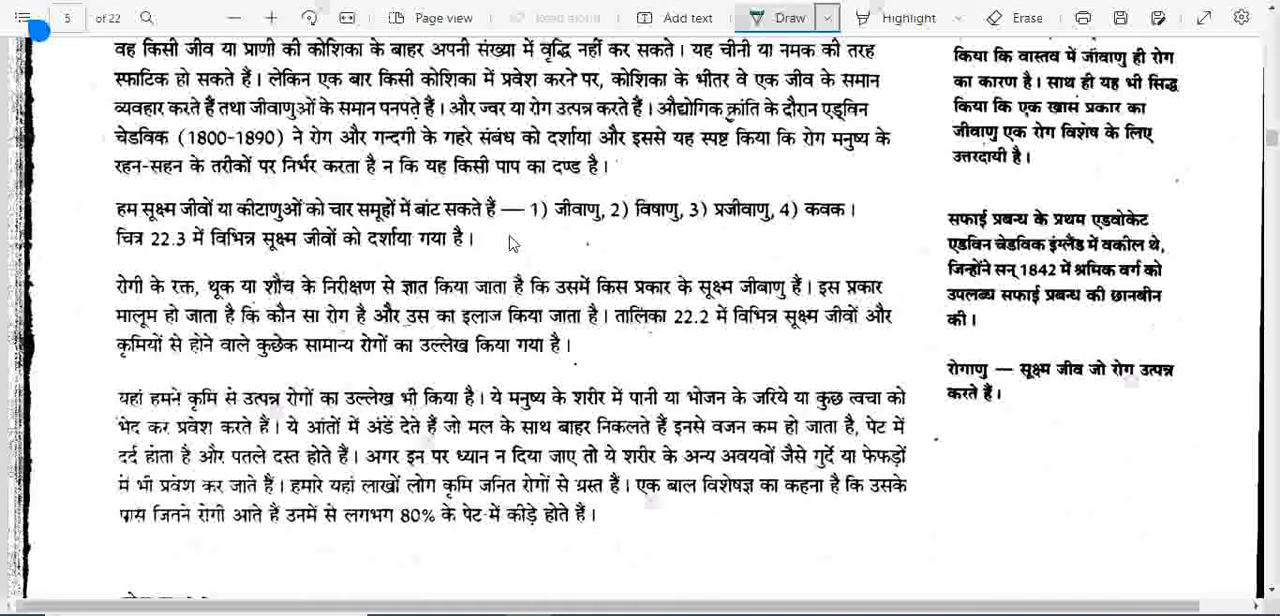 5 of 22 Page view Read aloud Add text Draw Highlight Erase
वह किसी जीव या प्राणी की कोशिका के बाहर अपनी संख्या में वृद्धि नहीं कर सकते। यह चीनी या नमक की तरह
स्फाटिक हो सकते हैं। लेकिन एक बार किसी कोशिका में प्रवेश करने पर, कोशिका के भीतर वे एक जीव के समान
व्यवहार करते हैं तथा जीवाणुओं के समान पनपते हैं। और ज्वर या रोग उत्पन्न करते हैं। औद्योगिक क्रांति के दौरान एड्विन
चेडविक (1800-1890) ने रोग और गन्दगी के गहरे संबंध को दर्शाया और इससे यह स्पष्ट किया कि रोग मनुष्य के
रहन-सहन के तरीकों पर निर्भर करता है न कि यह किसी पाप का दण्ड है।
हम सूक्ष्म जीवों या कीटाणुओं को चार समूहों में बांट सकते हैं — 1) जीवाणु, 2) विषाणु, 3) प्रजीवाणु, 4) कवक।
चित्र 22.3 में विभिन्न सूक्ष्म जीवों को दर्शाया गया है।
रोगी के रक्त, थूक या शौच के निरीक्षण से ज्ञात किया जाता है कि उसमें किस प्रकार के सूक्ष्म जीबाणु हैं। इस प्रकार
मालूम हो जाता है कि कौन सा रोग है और उस का इलाज किया जाता है। तालिका 22.2 में विभिन्न सूक्ष्म जीवों और
कृमियों से होने वाले कुछेक सामान्य रोगों का उल्लेख किया गया है।
यहां हमने कृमि से उत्पन्न रोगों का उल्लेख भी किया है। ये मनुष्य के शरीर में पानी या भोजन के जरिये या कुछ त्वचा को
भेद कर प्रवेश करते हैं। ये आंतों में अंडें देते हैं जो मल के साथ बाहर निकलते हैं इनसे वजन कम हो जाता है, पेट में
दर्द होता है और पतले दस्त होते हैं। अगर इन पर ध्यान न दिया जाए तो ये शरीर के अन्य अवयवों जैसे गुर्दे या फेफड़ों
में भी प्रवेश कर जाते हैं। हमारे यहां लाखों लोग कृमि जनित रोगों से ग्रस्त हैं। एक बाल विशेषज्ञ का कहना है कि उसके
पास जितने रोगी आते हैं उनमें से लगभग 80% के पेट में कीड़े होते हैं।
किया कि वास्तव में जीवाणु ही रोग
का कारण है। साथ ही यह भी सिद्ध
किया कि एक खास प्रकार का
जीवाणु एक रोग विशेष के लिए
उत्तरदायी है।
सफाई प्रबन्ध के प्रथम एडवोकेट
एडविन चेडविक इंग्लैंड में वकील थे,
जिन्होंने सन् 1842 में श्रमिक वर्ग को
उपलब्ध सफाई प्रबन्ध की छानबीन
की।
रोगाणु — सूक्ष्म जीव जो रोग उत्पन्न
करते हैं।